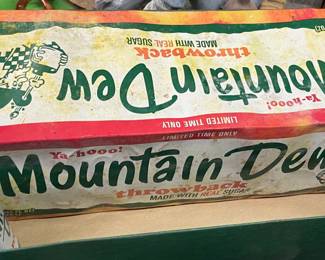 MADE WITH REAL SUGAR
throwback
Mountain Dew
Ya-hooo!
LIMITED TIME ONLY
LIMITED TIME ONLY
Ya-hooo!
Mountain Dew
throwback
MADE WITH REAL SUGAR